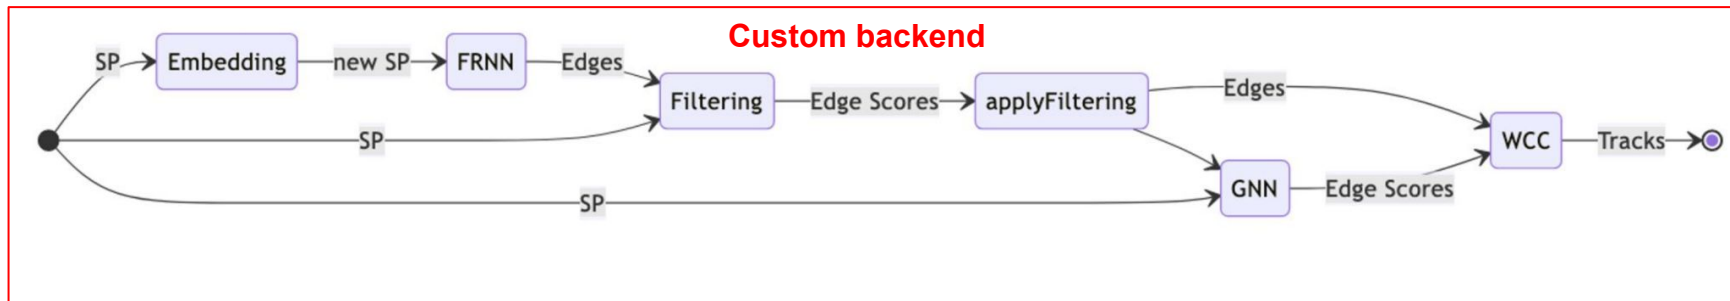 Custom backend
SP
Embedding
new SP
FRNN
Edges
Filtering
Edge Scores
applyFiltering
Edges
WCC
Tracks
SP
GNN
Edge Scores
SP